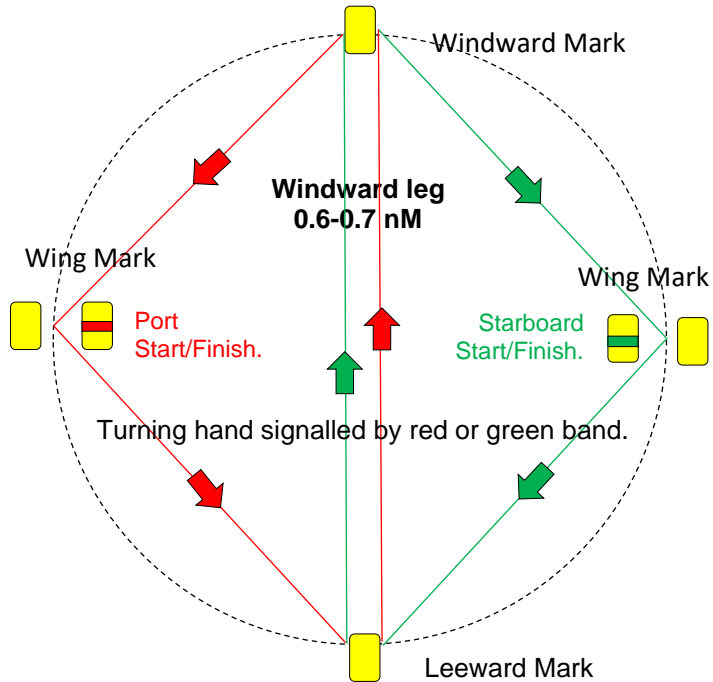 Windward Mark
Windward leg
0.6-0.7 nM
Wing Mark
Wing Mark
Port
Start/Finish.
Starboard
Start/Finish.
Turning hand signalled by red or green band.
Leeward Mark